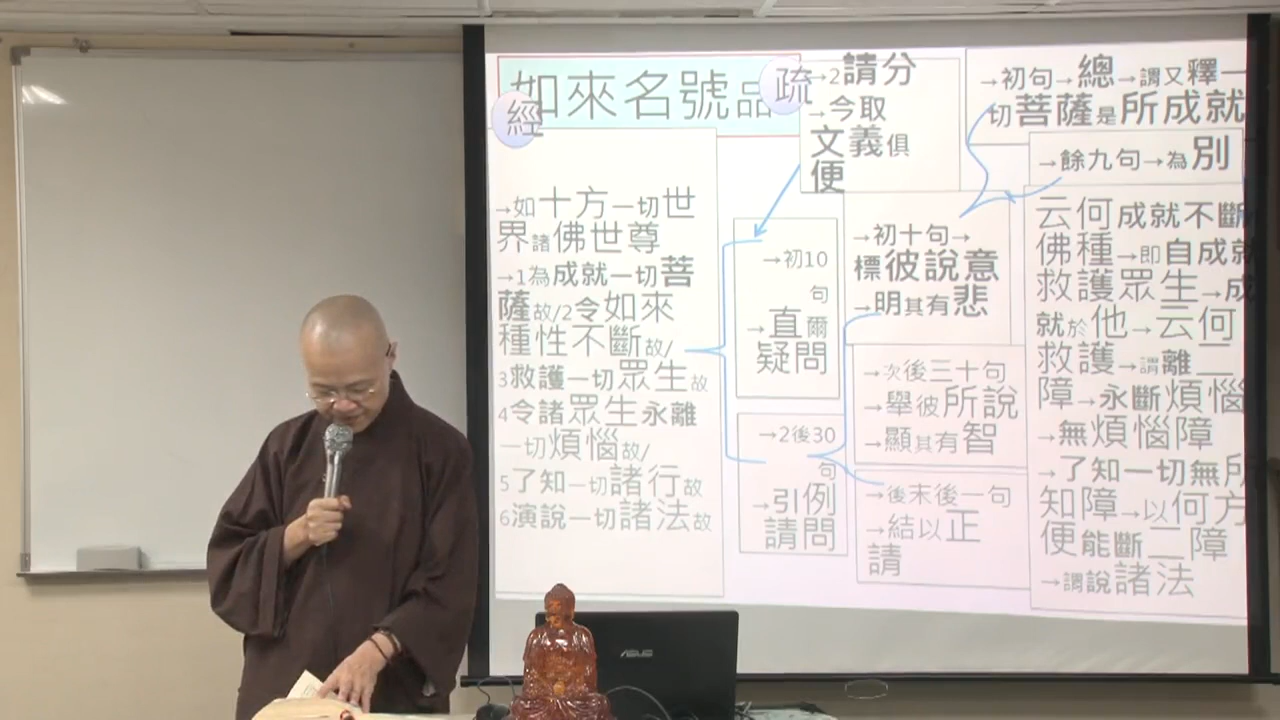 如來名號品
經
疏
→如十方一切世
界諸佛世尊
→1為成就一切菩
薩故/2令如來
種性不斷故/
3救護一切眾生故
4令諸眾生永離
一切煩惱故/
5了知一切諸行故
6演說一切諸法故
→2請分
→今取
文義俱
便
→初10
句
→直爾
疑問
→2後30
句
→引例
請問
→初十句→
標彼說意
→明其有悲
→次後三十句
→舉彼所說
→顯其有智
→後末後一句
→結以正
請
→初句→總→謂又釋一
切菩薩是所成就
→餘九句→為別
云何成就不斷
佛種→即自成就
救護眾生→成
就於他→云何
救護→謂離二
障→永斷煩惱
→無煩惱障
→了知一切無所
知障→以何方
便能斷二障
→謂說諸法
ASUS